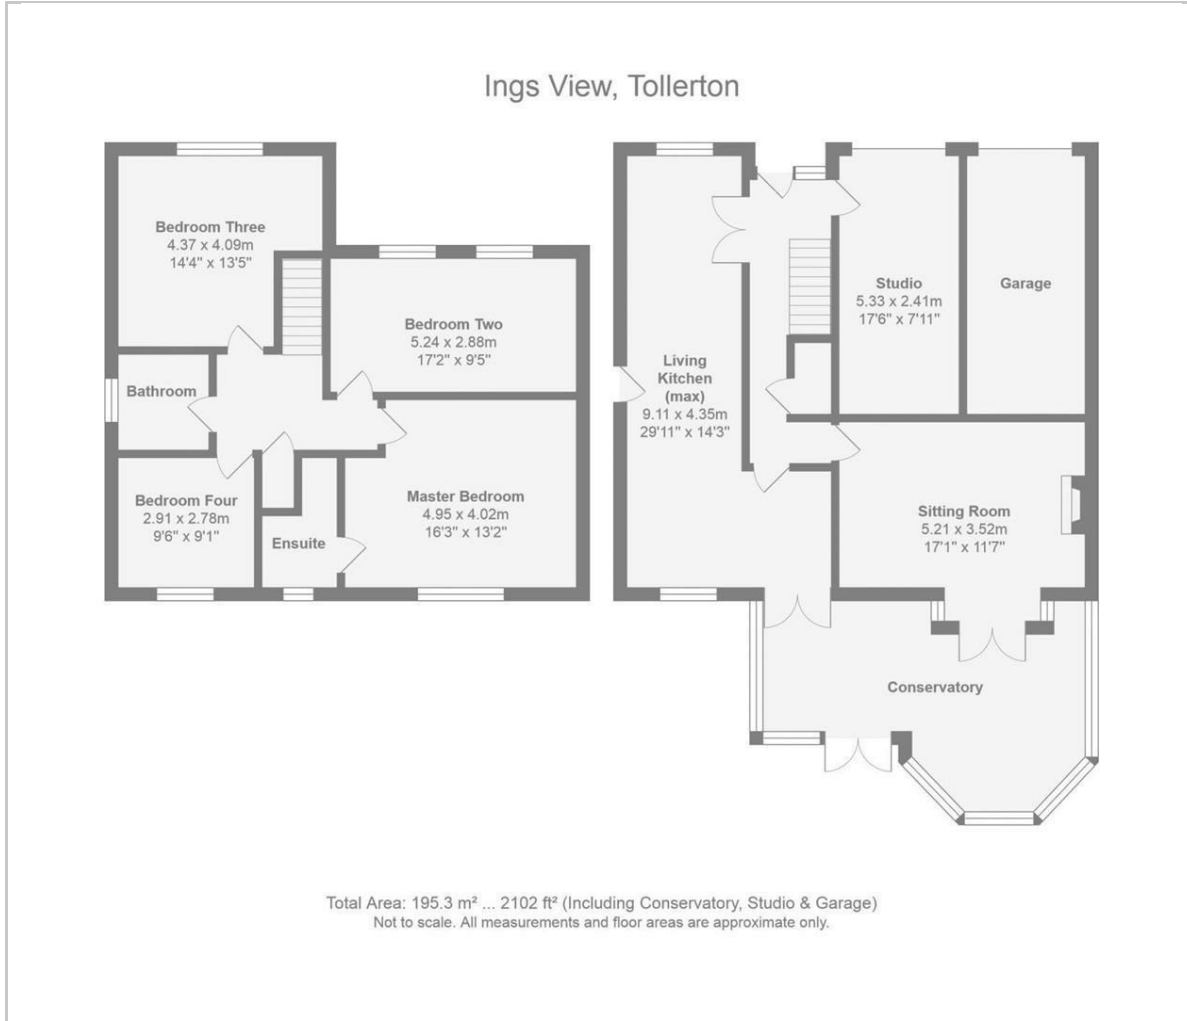 Ings View, Tollerton
Bedroom Three
4.37 x 4.09m
14'4" x 13'5"
Bedroom Two
5.24 x 2.88m
17'2" x 9'5"
Bathroom
Bedroom Four
2.91 x 2.78m
9'6" x 9'1"
Ensuite
Master Bedroom
4.95 x 4.02m
16'3" x 13'2"
Living
Kitchen
(max)
9.11 x 4.35m
29'11" x 14'3"
Studio
5.33 x 2.41m
17'6" x 7'11"
Garage
Sitting Room
5.21 x 3.52m
17'1" x 11'7"
Conservatory
Total Area: 195.3 m² ... 2102 ft² (Including Conservatory, Studio & Garage)
Not to scale. All measurements and floor areas are approximate only.